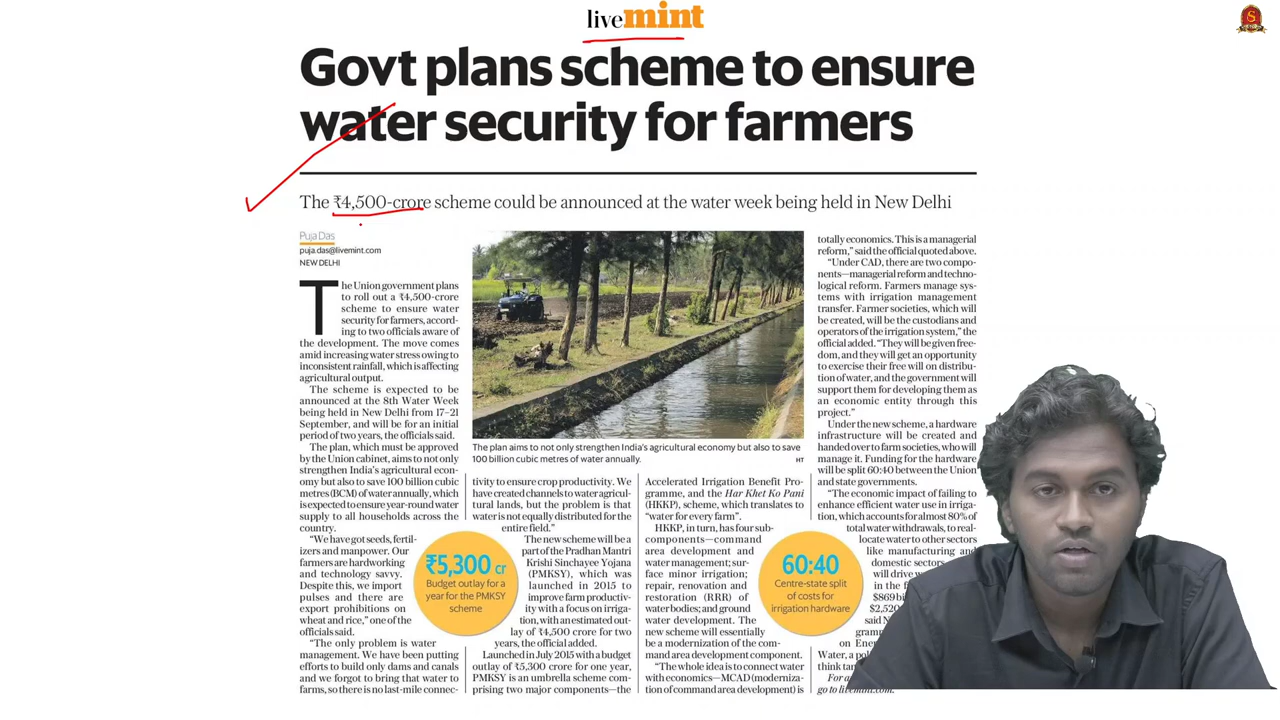 livemint
S
Govt plans scheme to ensure
water security for farmers
The ₹4,500-crore scheme could be announced at the water week being held in New Delhi
Puja Das
puja.das@livemint.com
NEW DELHI
The Union government plans
to roll out a ₹4,500-crore
scheme to ensure water
security for farmers, accord-
ing to two officials aware of
the development. The move comes
amid increasing water stress owing to
inconsistent rainfall, which is affecting
agricultural output.
The scheme is expected to be
announced at the 8th Water Week
being held in New Delhi from 17-21
September, and will be for an initial
period of two years, the officials said.
The plan, which must be approved
by the Union cabinet, aims to not only
strengthen India's agricultural econ-
omy but also to save 100 billion cubic
metres (BCM) of water annually, which
is expected to ensure year-round water
supply to all households across the
country.
"We have got seeds, fertil-
izers and manpower. Our
farmers are hardworking
and technology savvy.
Despite this, we import
pulses and there are
export prohibitions on
wheat and rice," one of the
officials said.
"The only problem is water
management. We have been putting
efforts to build only dams and canals
and we forgot to bring that water to
farms, so there is no last-mile connec-
The plan aims to not only strengthen India's agricultural economy but also to save
100 billion cubic metres of water annually.
HT
tivity to ensure crop productivity. We
have created channels to water agricul-
tural lands, but the problem is that
water is not equally distributed for the
entire field."
The new scheme will be a
part of the Pradhan Mantri
Krishi Sinchayee Yojana
(PMKSY), which was
launched in 2015 to
improve farm productiv-
ity with a focus on irriga-
tion, with an estimated out-
lay of ₹4,500 crore for two
years, the official added.
Launched in July 2015 with a budget
outlay of ₹5,300 crore for one year,
PMKSY is an umbrella scheme com-
prising two major components—the
₹5,300 cr
Budget outlay for a
year for the PMKSY
scheme
Accelerated Irrigation Benefit Pro-
gramme, and the Har Khet Ko Pani
(HKKP), scheme, which translates to
"water for every farm".
HKKP, in turn, has four sub-
components—command
area development and
water management; sur-
face minor irrigation;
repair, renovation and
restoration (RRR) of
water bodies; and ground
water development. The
new scheme will essentially
be a modernization of the com-
mand area development component.
"The whole idea is to connect water
with economics—MCAD (moderniza-
tion of command area development) is
60:40
Centre-state split
of costs for
irrigation hardware
totally economics. This is a managerial
reform," said the official quoted above.
"Under CAD, there are two compo-
nents—managerial reform and techno-
logical reform. Farmers manage sys-
tems with irrigation management
transfer. Farmer societies, which will
be created, will be the custodians and
operators of the irrigation system," the
official added. "They will be given free-
dom, and they will get an opportunity
to exercise their free will on distribu-
tion of water, and the government will
support them for developing them as
an economic entity through this
project."
Under the new scheme, a hardware
infrastructure will be created and
handed over to farm societies, who will
manage it. Funding for the hardware
will be split 60:40 between the Union
and state governments.
"The economic impact of failing to
enhance efficient water use in irriga-
tion, which accounts for almost 80% of
total water withdrawals, to real-
locate water to other sectors
like manufacturing and
domestic sectors
will drive
in the
$869
$2,520
said
gram
on Ener
Water, a
think
For a
go to livemint.com.